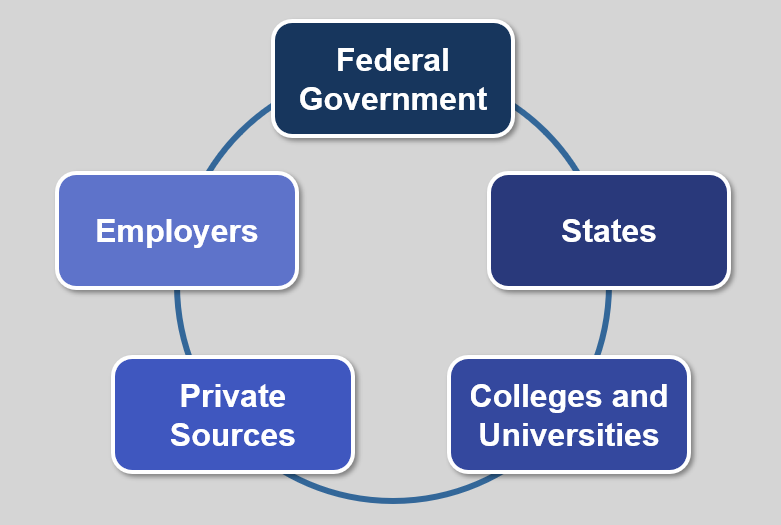 Federal
Government
Employers
States
Private
Sources
Colleges and
Universities